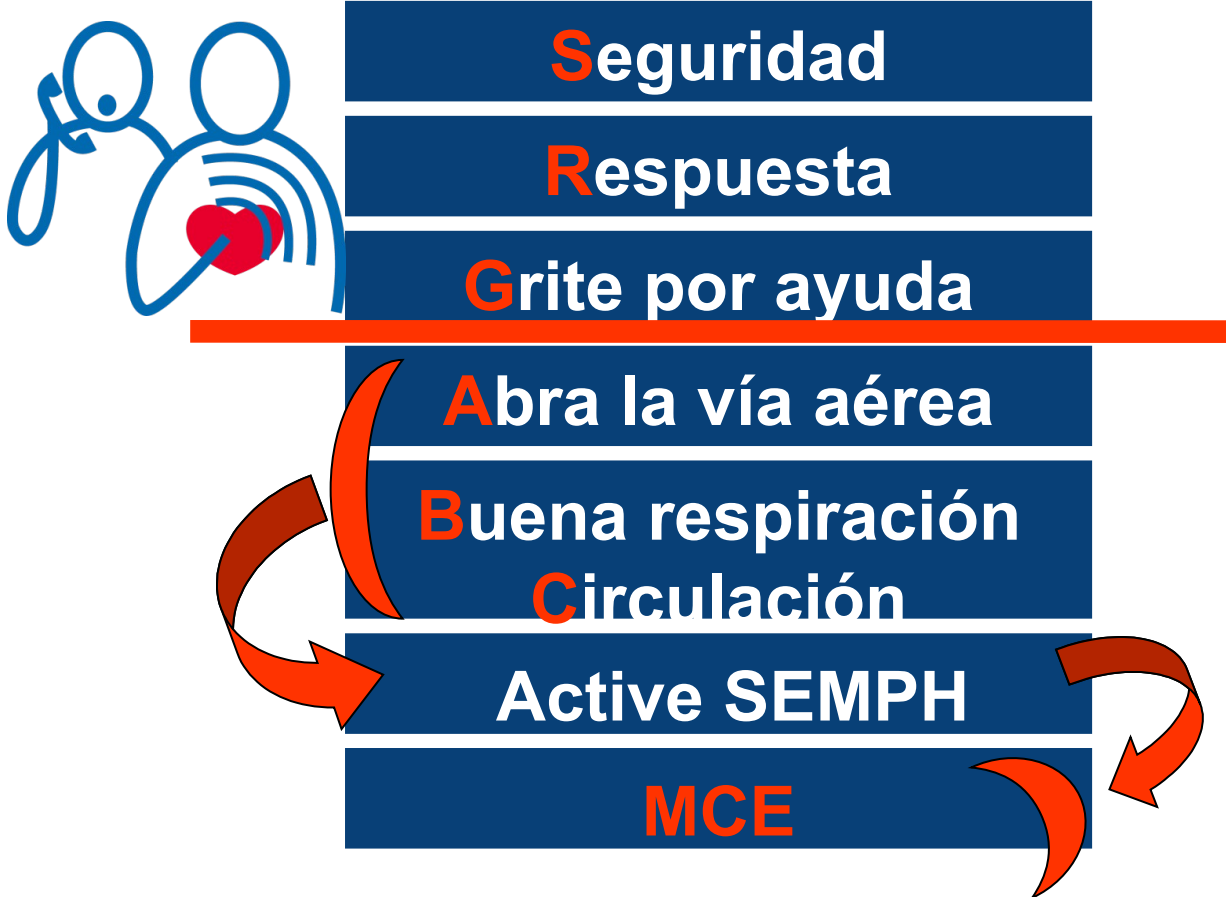 Seguridad
Respuesta
Grite por ayuda
Abra la vía aérea
Buena respiración
Circulación
Active SEMPH
MCE